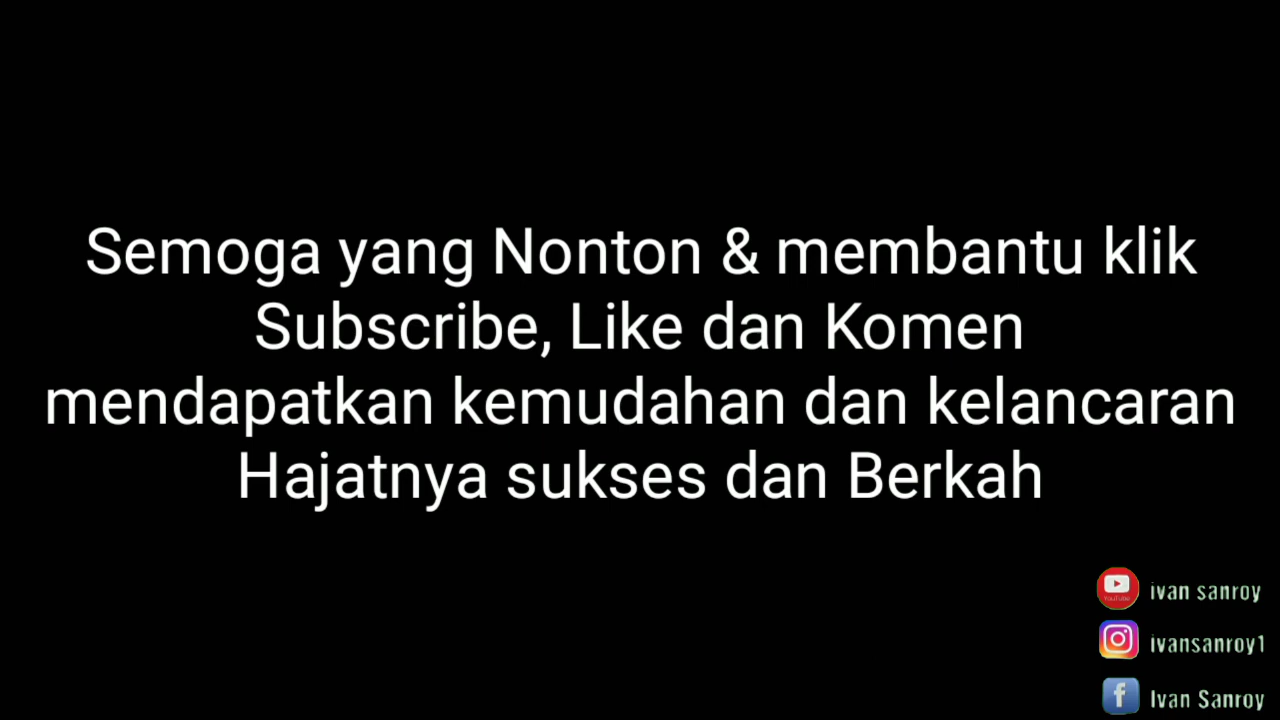 Semoga yang Nonton & membantu klik
Subscribe, Like dan Komen
mendapatkan kemudahan dan kelancaran
Hajatnya sukses dan Berkah
YouTube
ivan sanroy
ivansanroy1
f
Ivan Sanroy